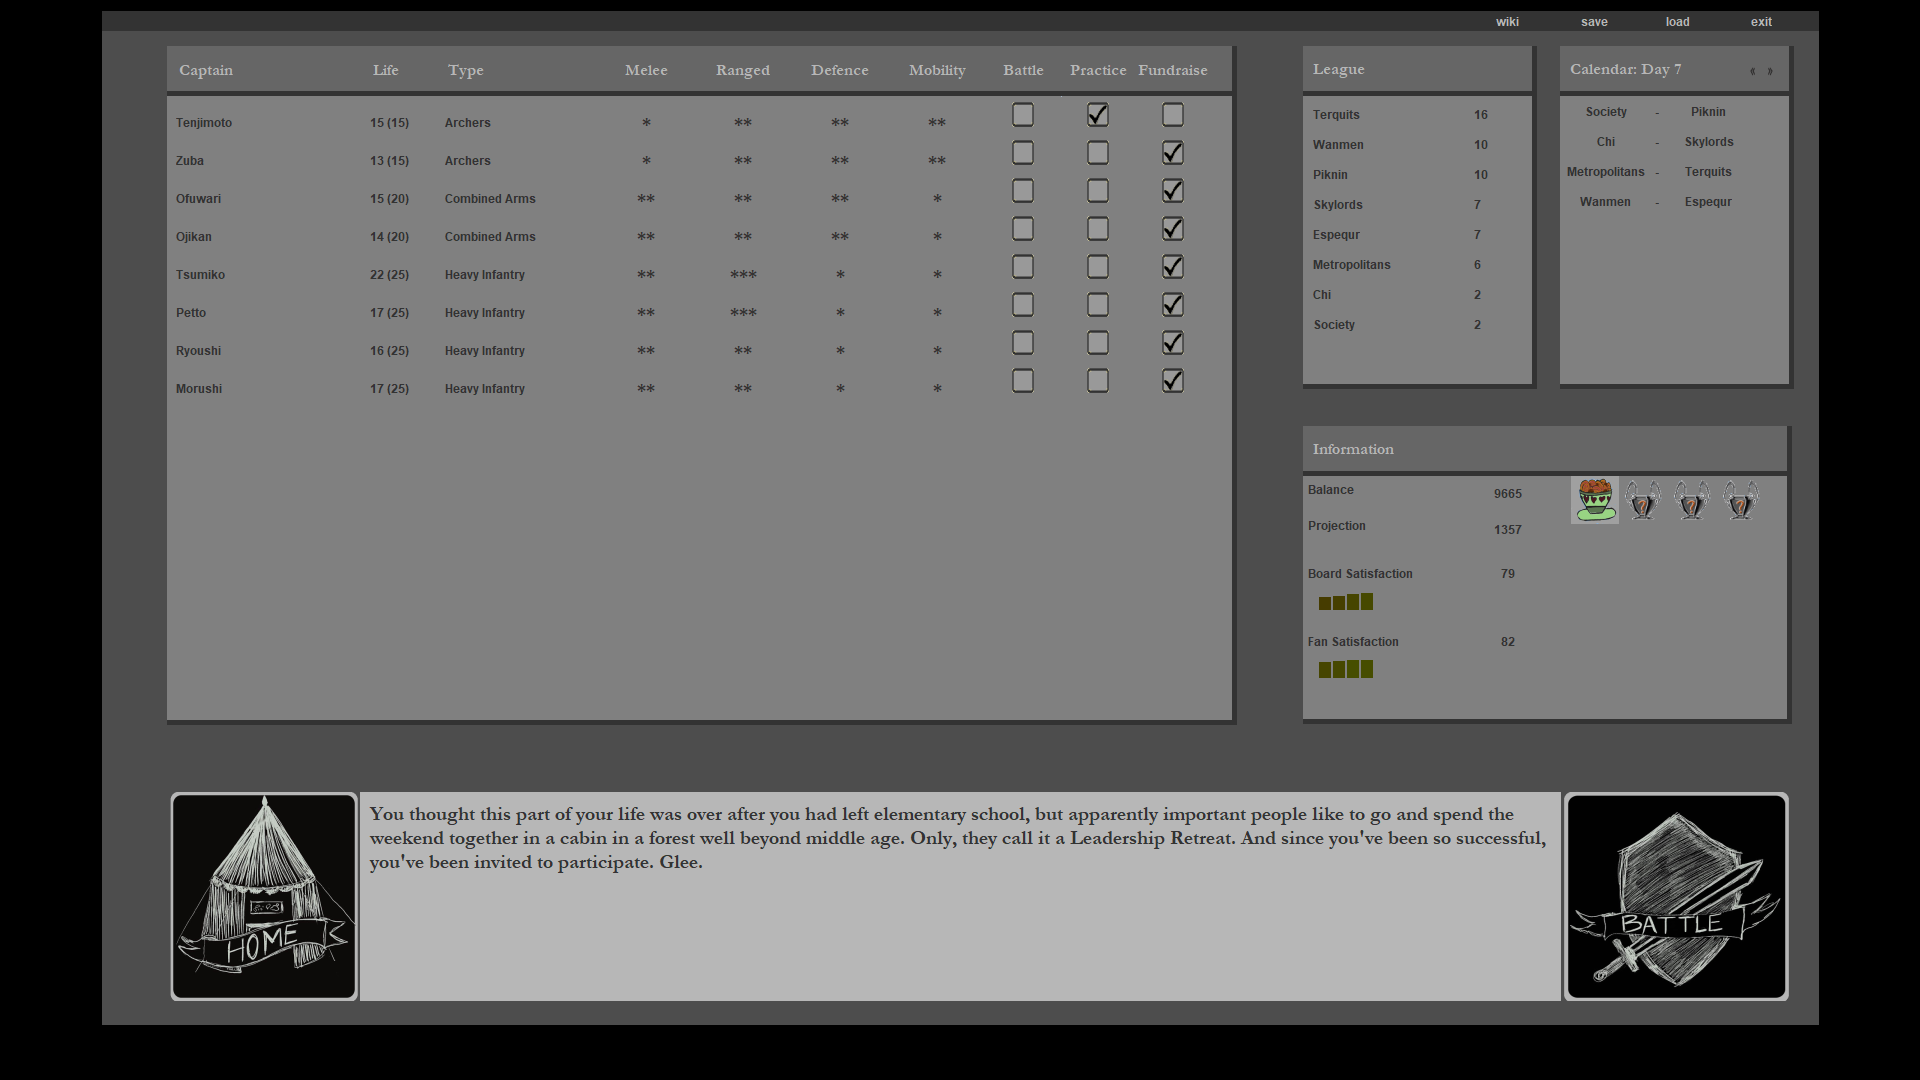 wiki save load exit
Captain Life Type Melee Ranged Defence Mobility Battle Practice Fundraise
Tenjimoto 15 (15) Archers * ** ** **
Zuba 13 (15) Archers * ** ** **
Ofuwari 15 (20) Combined Arms ** ** ** *
Ojikan 14 (20) Combined Arms ** ** ** *
Tsumiko 22 (25) Heavy Infantry ** *** * *
Petto 17 (25) Heavy Infantry ** *** * *
Ryoushi 16 (25) Heavy Infantry ** ** * *
Morushi 17 (25) Heavy Infantry ** ** * *
League
Terquits 16
Wanmen 10
Piknin 10
Skylords 7
Espequr 7
Metropolitans 6
Chi 2
Society 2
Calendar: Day 7 « »
Society - Piknin
Chi - Skylords
Metropolitans - Terquits
Wanmen - Espequr
Information
Balance 9665
Projection 1357
Board Satisfaction 79
Fan Satisfaction 82
HOME
You thought this part of your life was over after you had left elementary school, but apparently important people like to go and spend the
weekend together in a cabin in a forest well beyond middle age. Only, they call it a Leadership Retreat. And since you've been so successful,
you've been invited to participate. Glee.
BATTLE